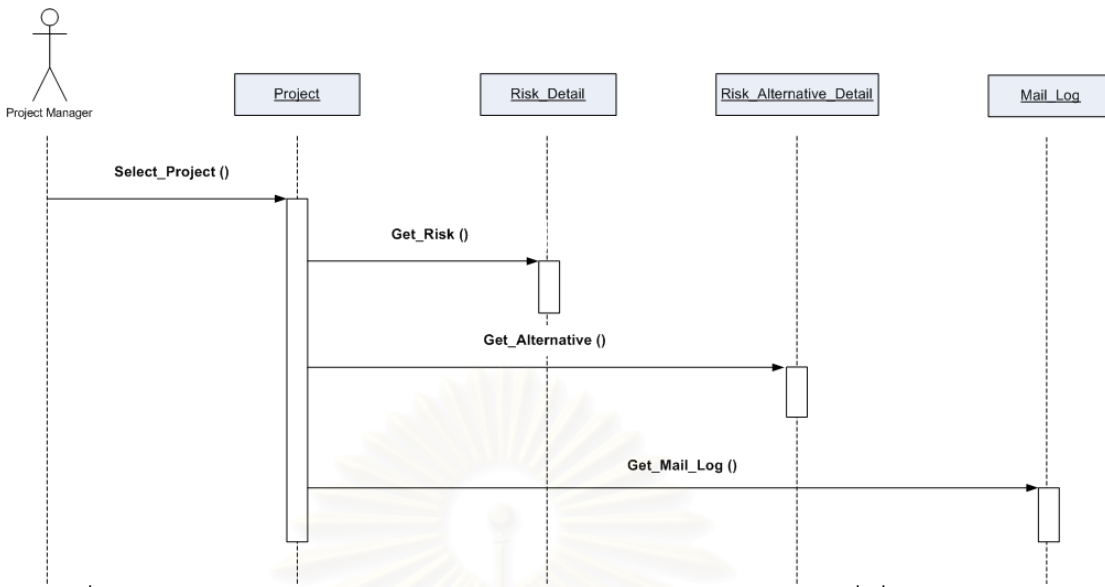 Project Manager
Project
Risk_Detail
Risk_Alternative_Detail
Mail_Log
Select_Project ()
Get_Risk ()
Get_Alternative ()
Get_Mail_Log ()